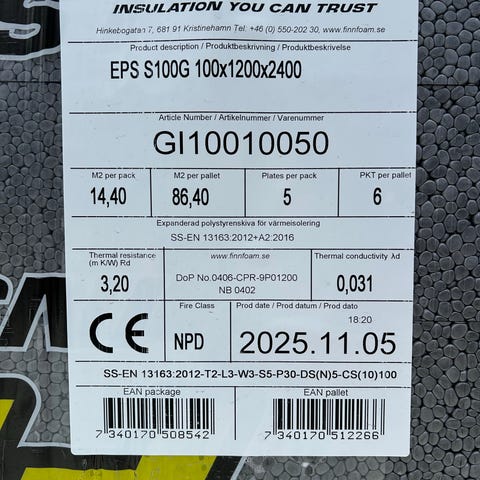 INSULATION YOU CAN TRUST
Hinkebogatan 7, 681 91 Kristinehamn Tel: +46 (0) 550-202 30, www.finnfoam.com
Product description / Produktbeskrivning / Produktbeskrivelse
EPS S100G 100x1200x2400
Article Number / Artikelnummer / Varenummer
GI10010050
M2 per pack M2 per pallet Plates per pack PKT per pallet
14,40 86,40 5 6
Expanderad polystyrenskiva för värmeisolering
SS-EN 13163:2012+A2:2016
Thermal resistance (m K/W) Rd
3,20
www.finnfoam.se
DoP No.0406-CPR-9P01200
NB 0402
Thermal conductivity λd
0,031
CE
Fire Class
NPD
Prod date / Prod datum / Prod dato
18:20
2025.11.05
SS-EN 13163:2012-T2-L3-W3-S5-P30-DS(N)5-CS(10)100
EAN package EAN pallet
7 340170 508542 7 340170 512266